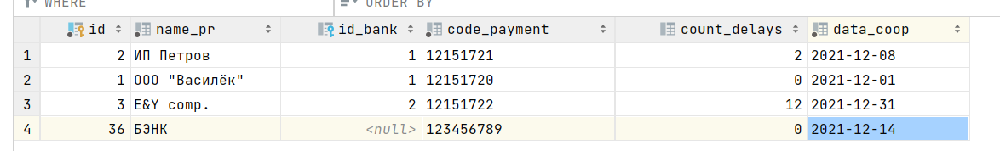 WHERE ORDER BY
id name_pr id_bank code_payment count_delays data_coop
1 2 ИП Петров 1 12151721 2 2021-12-08
2 1 ООО "Василёк" 1 12151720 0 2021-12-01
3 3 E&Y comp. 2 12151722 12 2021-12-31
4 36 БЭНК <null> 123456789 0 2021-12-14